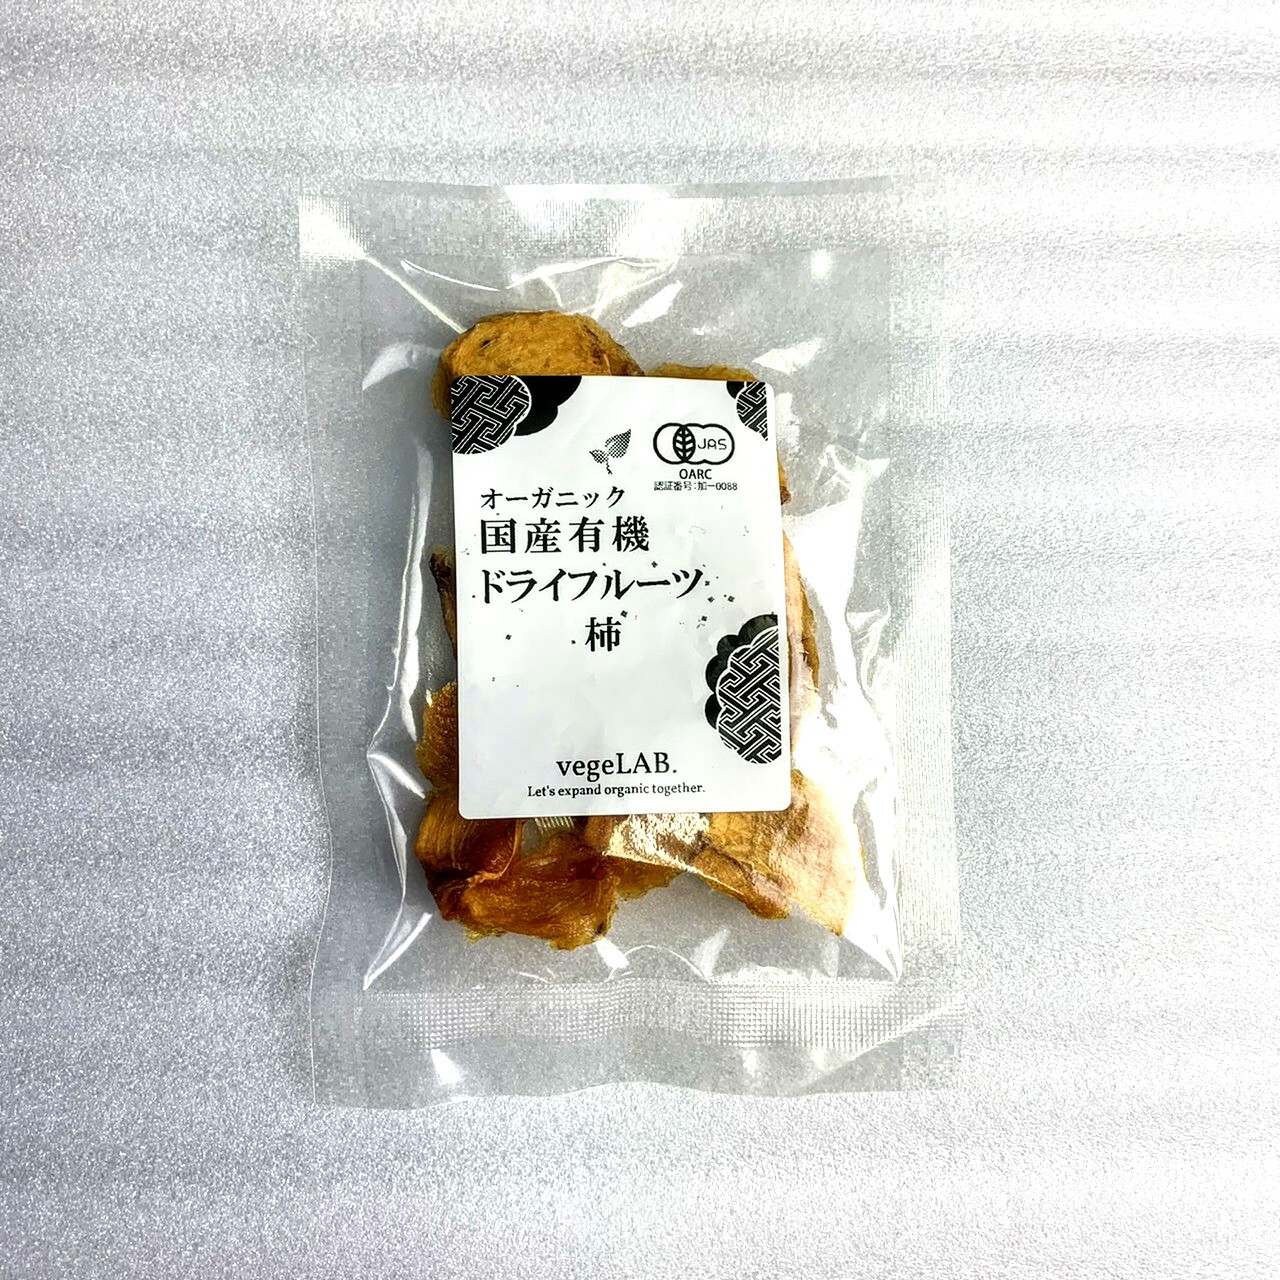 JAS
OARC
認証番号:加ー0088
オーガニック
国産有機
ドライフルーツ
柿
vegeLAB.
Let's expand organic together.